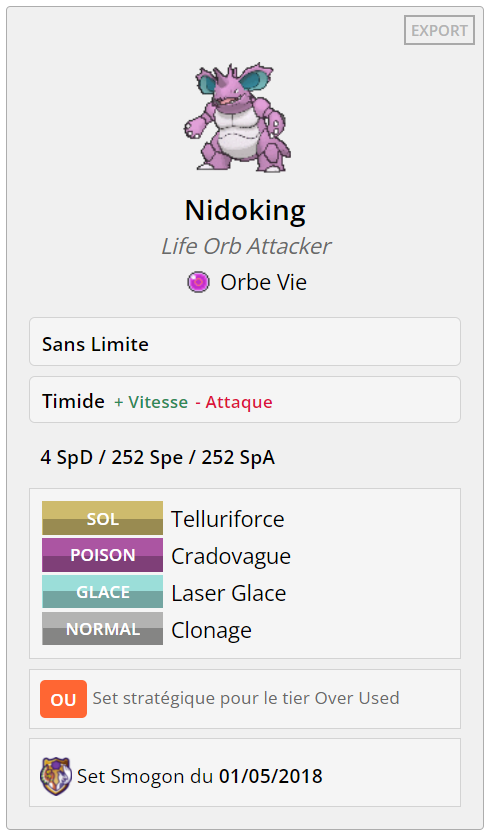 EXPORT
Nidoking
Life Orb Attacker
Orbe Vie
Sans Limite
Timide + Vitesse - Attaque
4 SpD / 252 Spe / 252 SpA
SOL Telluriforce
POISON Cradovague
GLACE Laser Glace
NORMAL Clonage
OU Set stratégique pour le tier Over Used
Set Smogon du 01/05/2018